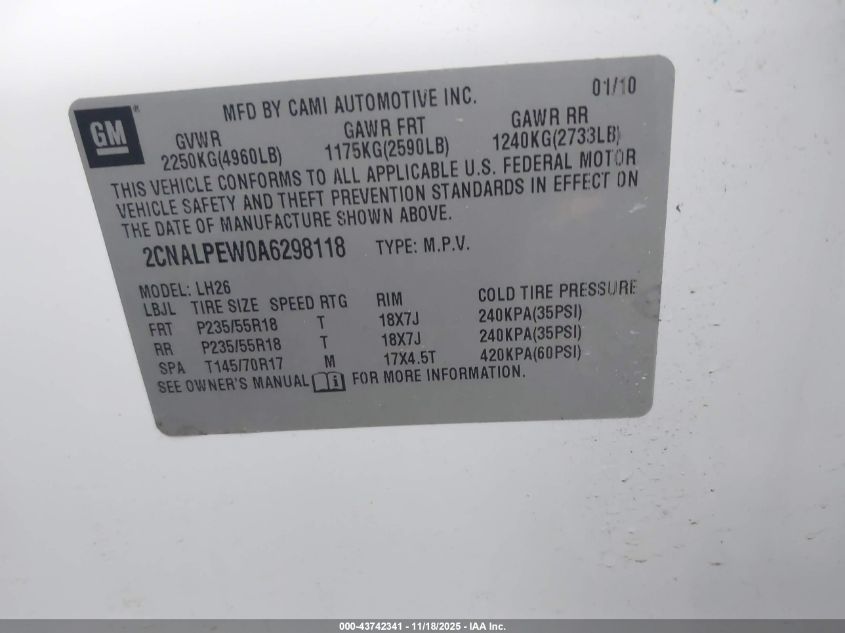 MFD BY CAMI AUTOMOTIVE INC. 01/10
GM®
GVWR GAWR FRT GAWR RR
2250KG(4960LB) 1175KG(2590LB) 1240KG(2733LB)
THIS VEHICLE CONFORMS TO ALL APPLICABLE U.S. FEDERAL MOTOR
VEHICLE SAFETY AND THEFT PREVENTION STANDARDS IN EFFECT ON
THE DATE OF MANUFACTURE SHOWN ABOVE.
2CNALPEW0A6298118 TYPE: M.P.V.
MODEL: LH26
LBJL TIRE SIZE SPEED RTG RIM COLD TIRE PRESSURE
FRT P235/55R18 T 18X7J 240KPA(35PSI)
RR P235/55R18 T 18X7J 240KPA(35PSI)
SPA T145/70R17 M 17X4.5T 420KPA(60PSI)
SEE OWNER'S MANUAL FOR MORE INFORMATION.
000-43742341 - 11/18/2025 - IAA Inc.